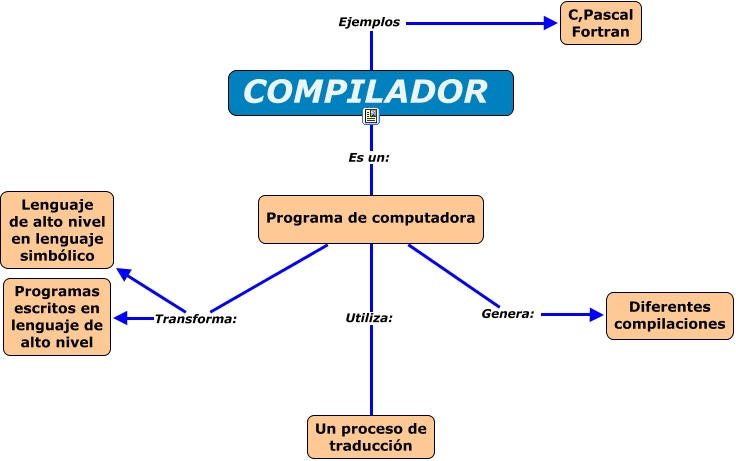 Ejemplos
C,Pascal
Fortran
COMPILADOR
Es un:
Programa de computadora
Lenguaje
de alto nivel
en lenguaje
simbólico
Programas
escritos en
lenguaje de
alto nivel
Transforma:
Utiliza:
Genera:
Diferentes
compilaciones
Un proceso de
traducción